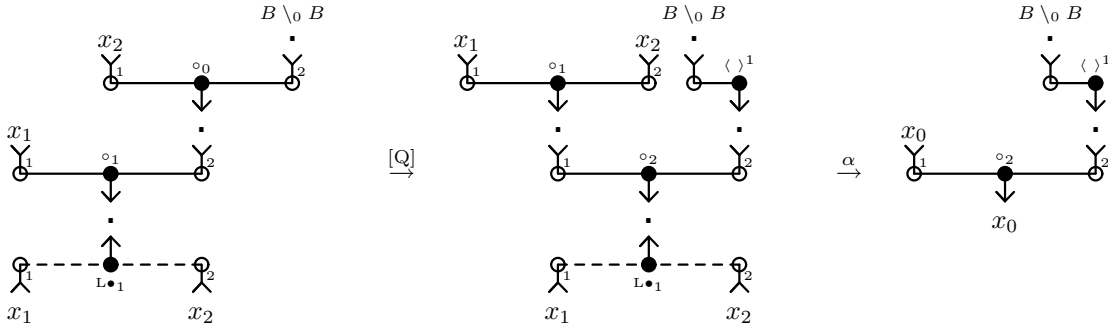 B \₀ B B \₀ B B \₀ B
x₂ x₁ x₂
∘₀ ∘₁ ⟨ ⟩¹ ⟨ ⟩¹
1 2 1 2
x₁ x₀
∘₁ [Q] ∘₂ α ∘₂
1 2 1 2 1 2
x₀
1 2 1 2
L•₁ L•₁
x₁ x₂ x₁ x₂